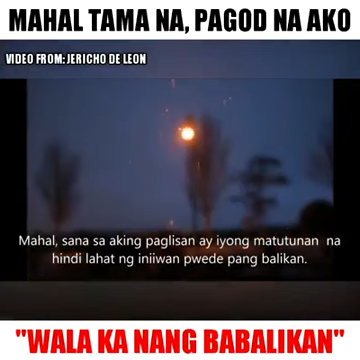 MAHAL TAMA NA, PAGOD NA AKO
VIDEO FROM: JERICHO DE LEON
Mahal, sana sa aking paglisan ay iyong matutunan na
hindi lahat ng iniiwan pwede pang balikan.
"WALA KA NANG BABALIKAN"